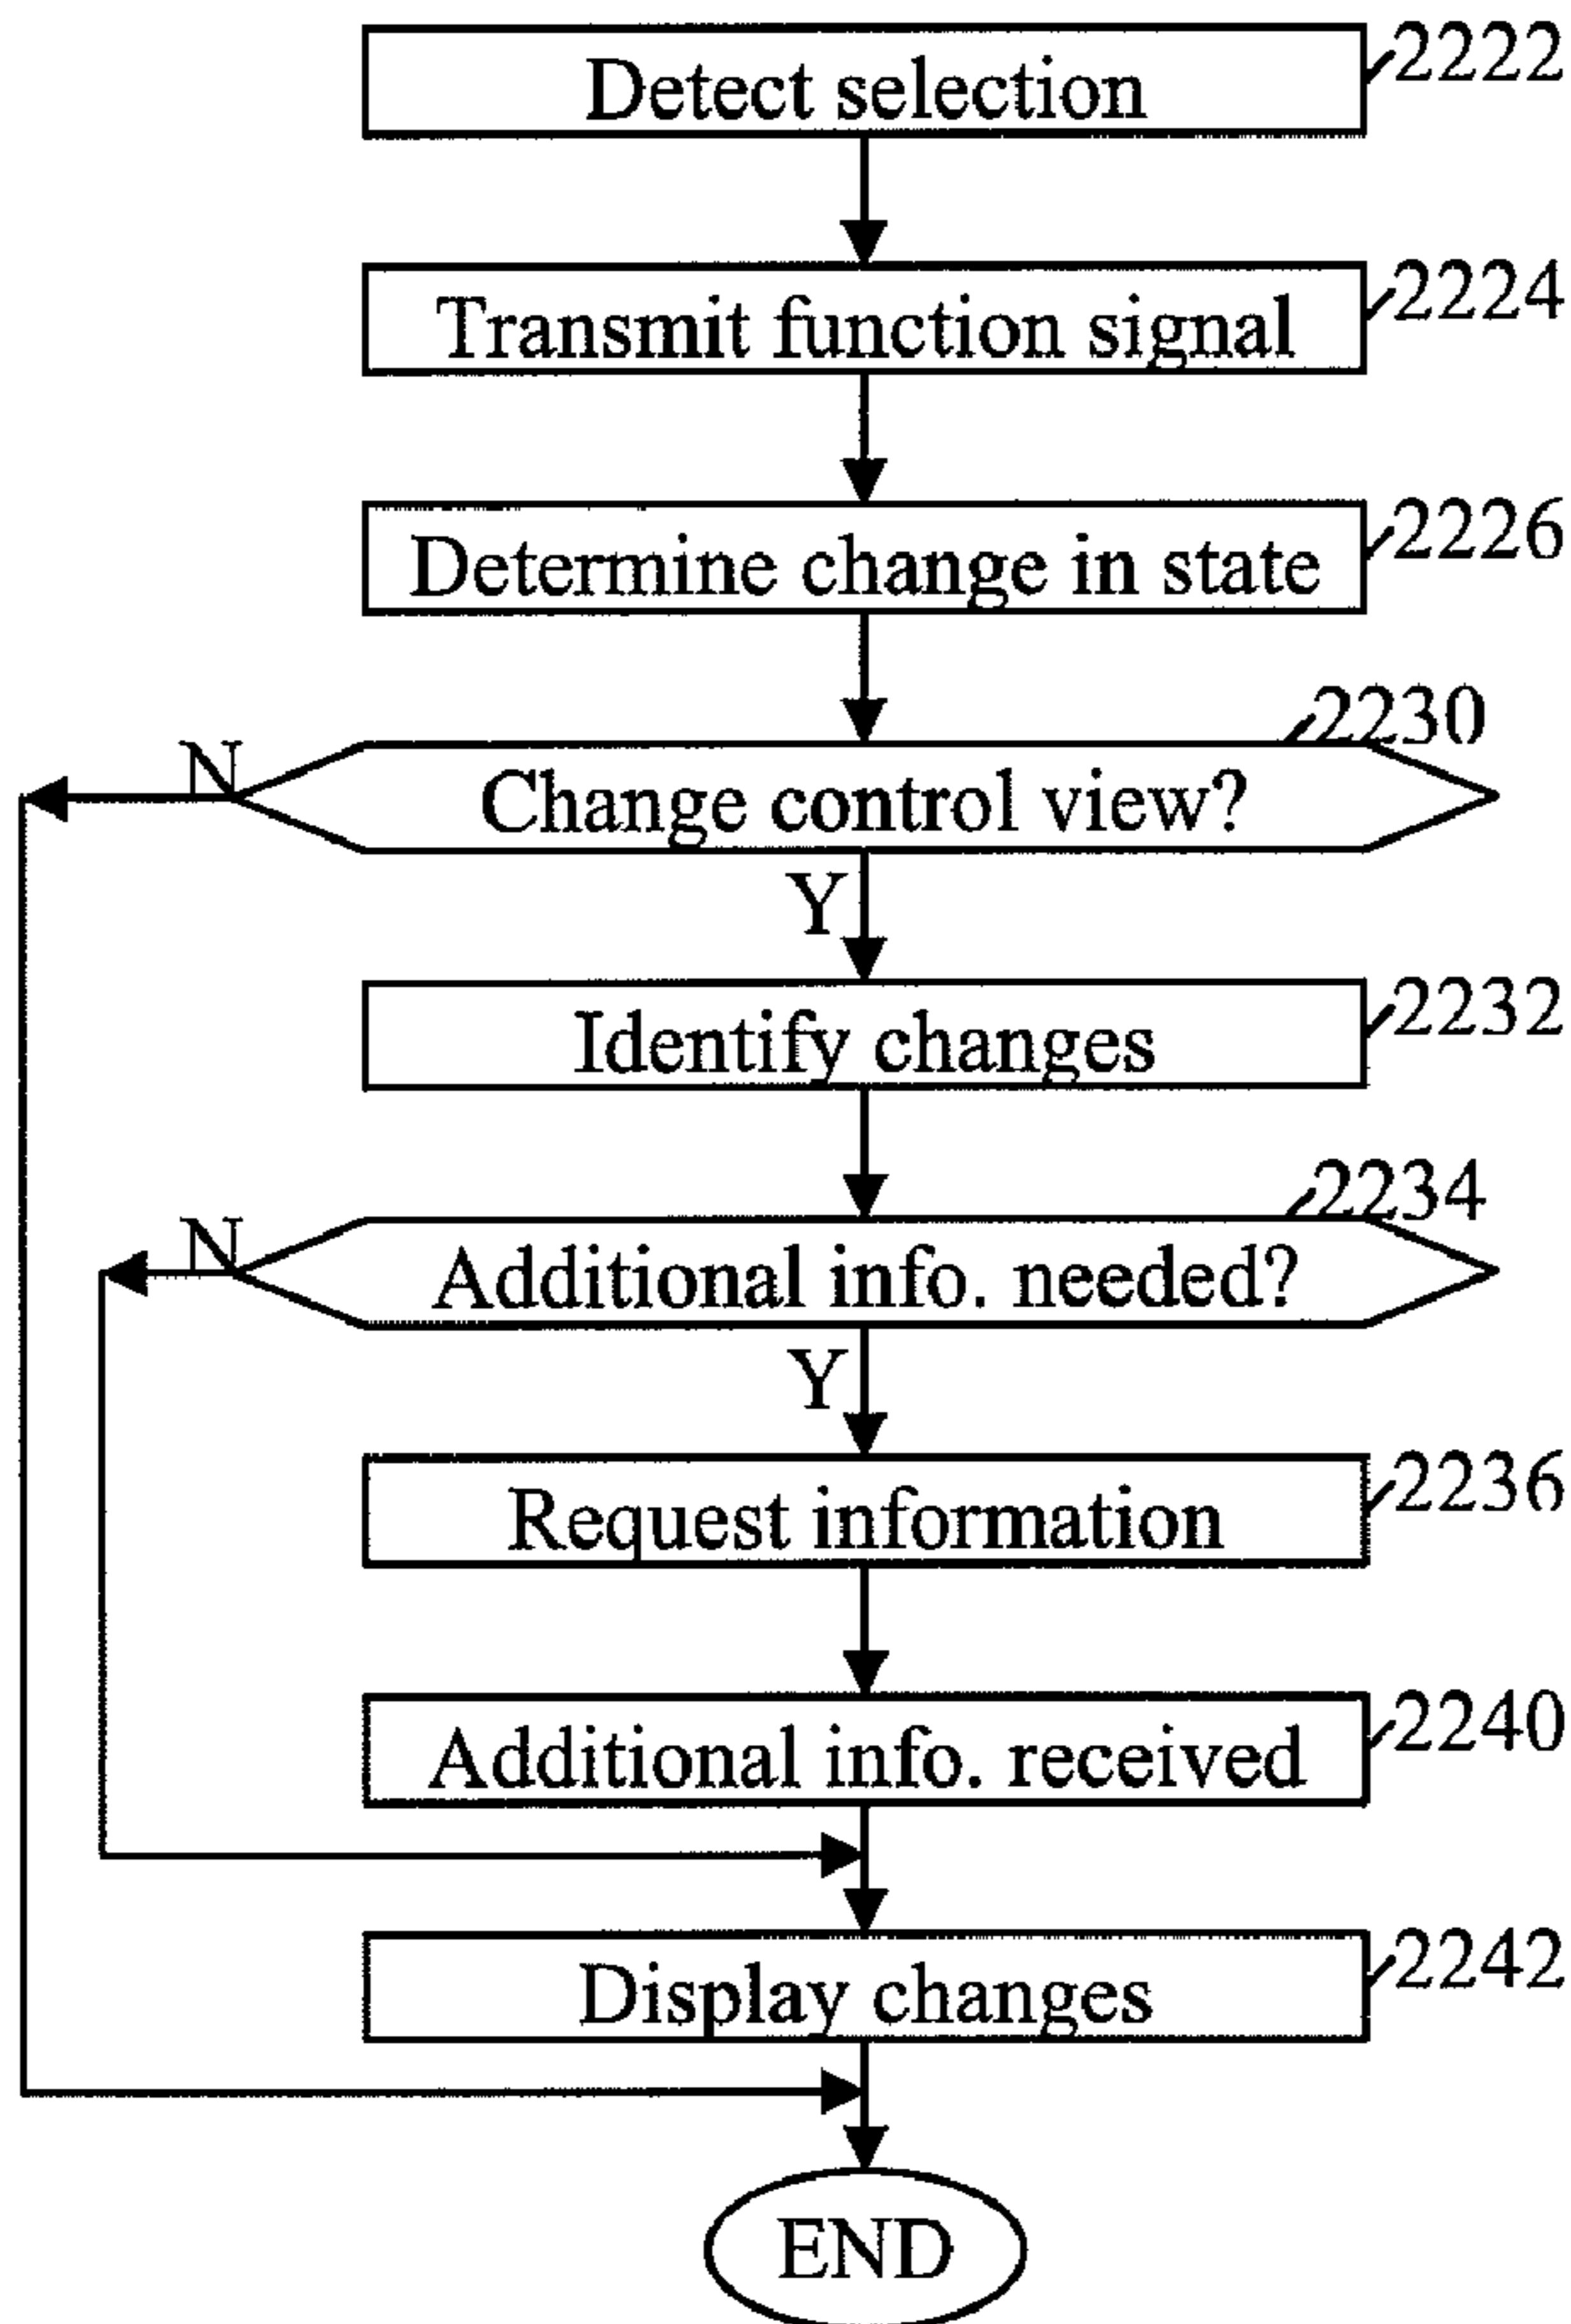 Detect selection
2222
Transmit function signal
2224
Determine change in state
2226
2230
N
Change control view?
Y
Identify changes
2232
2234
N
Additional info. needed?
Y
Request information
2236
Additional info. received
2240
Display changes
2242
END